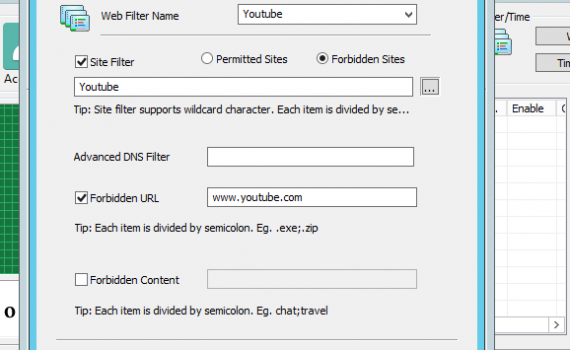 Web Filter Name Youtube
er/Time
Site Filter Permitted Sites Forbidden Sites
Ac
Tim
Youtube ...
Tip: Site filter supports wildcard character. Each item is divided by se...
Enable
Advanced DNS Filter
Forbidden URL www.youtube.com
Tip: Each item is divided by semicolon. Eg. .exe;.zip
Forbidden Content
Tip: Each item is divided by semicolon. Eg. chat;travel
o